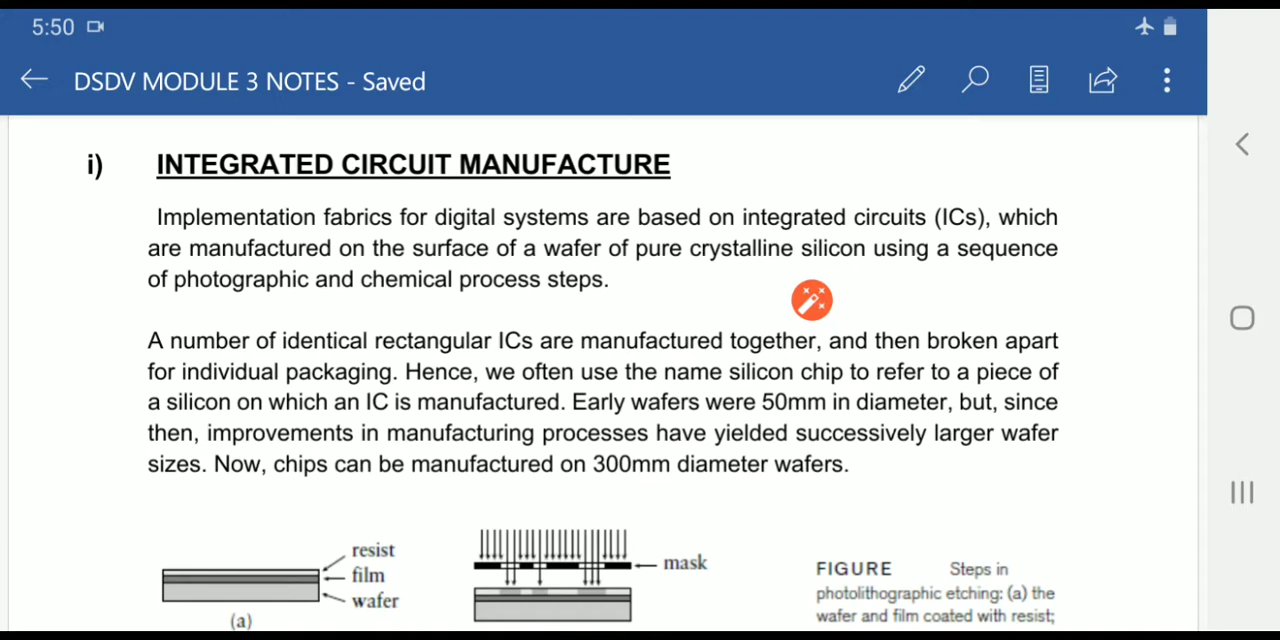 5:50
DSDV MODULE 3 NOTES - Saved
i) INTEGRATED CIRCUIT MANUFACTURE
Implementation fabrics for digital systems are based on integrated circuits (ICs), which
are manufactured on the surface of a wafer of pure crystalline silicon using a sequence
of photographic and chemical process steps.
A number of identical rectangular ICs are manufactured together, and then broken apart
for individual packaging. Hence, we often use the name silicon chip to refer to a piece of
a silicon on which an IC is manufactured. Early wafers were 50mm in diameter, but, since
then, improvements in manufacturing processes have yielded successively larger wafer
sizes. Now, chips can be manufactured on 300mm diameter wafers.
resist
film
wafer
(a)
mask
FIGURE Steps in
photolithographic etching: (a) the
wafer and film coated with resist;